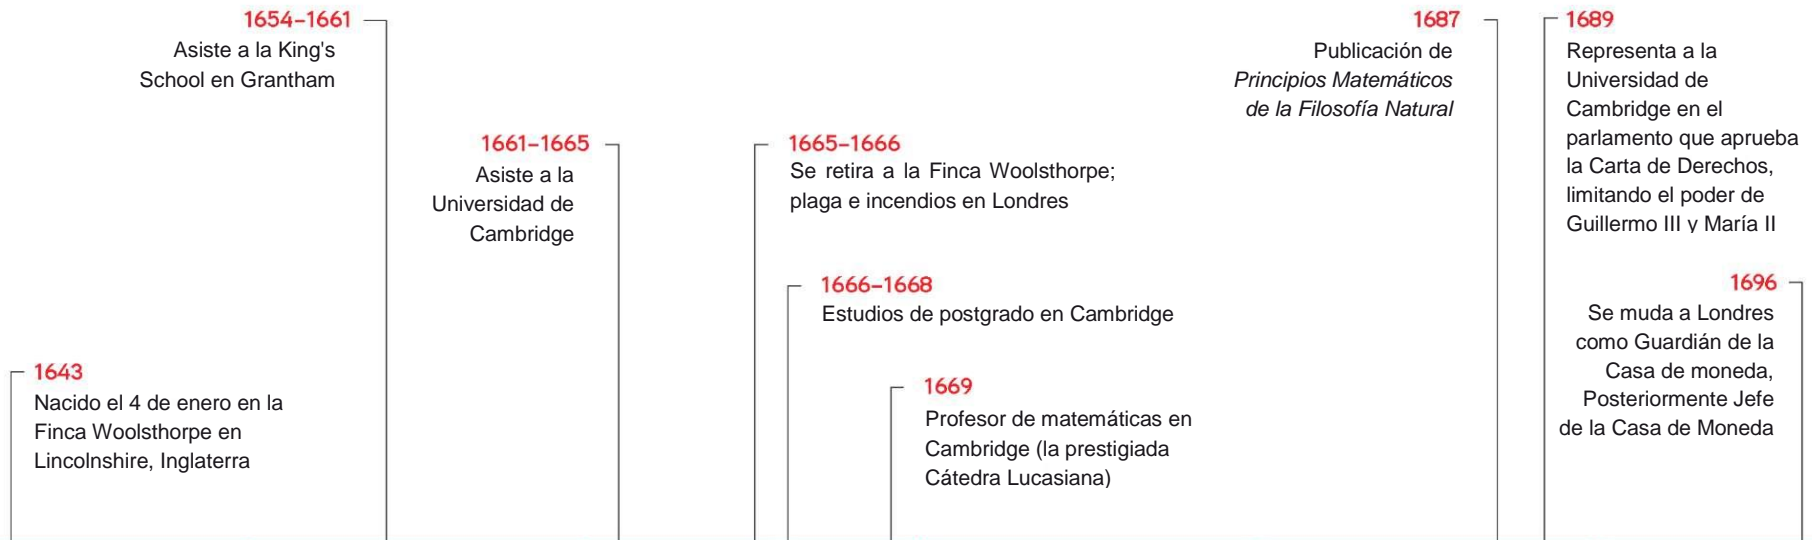 1654–1661
Asiste a la King's
School en Grantham
1687
Publicación de
Principios Matemáticos
de la Filosofía Natural
1689
Representa a la
Universidad de
Cambridge en el
parlamento que aprueba
la Carta de Derechos,
limitando el poder de
Guillermo III y María II
1661–1665
Asiste a la
Universidad de
Cambridge
1665–1666
Se retira a la Finca Woolsthorpe;
plaga e incendios en Londres
1666–1668
Estudios de postgrado en Cambridge
1696
Se muda a Londres
como Guardián de la
Casa de moneda,
Posteriormente Jefe
de la Casa de Moneda
1643
Nacido el 4 de enero en la
Finca Woolsthorpe en
Lincolnshire, Inglaterra
1669
Profesor de matemáticas en
Cambridge (la prestigiada
Cátedra Lucasiana)